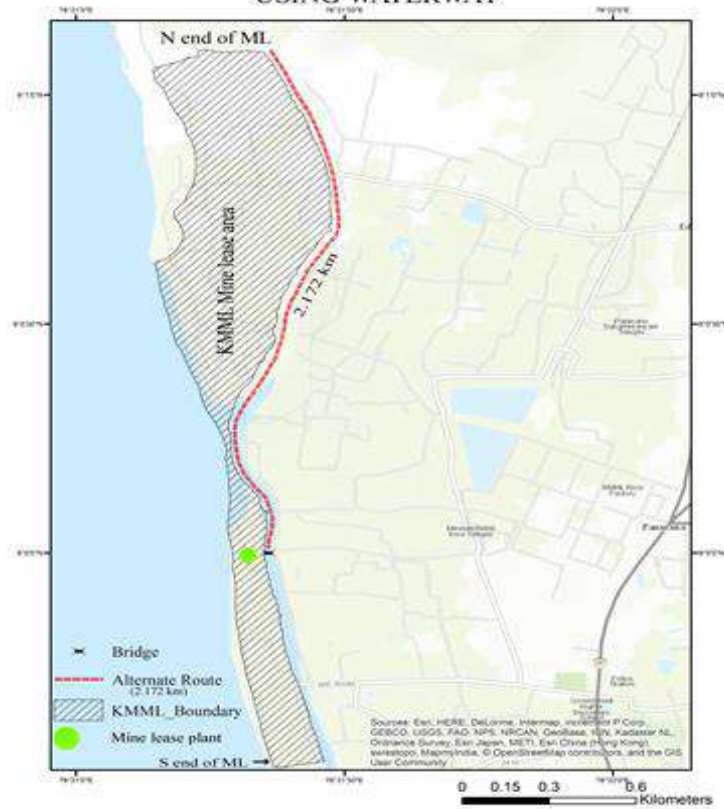 USING WATERWAY
N end of ML
KMML Mine lease area
2.172 km
Bridge
Alternate Route
(2.172 km)
KMML_Boundary
Mine lease plant
S end of ML
Sources: Esri, HERE, DeLorme, Intermap, increment P Corp.,
GEBCO, USGS, FAO, NPS, NRCAN, GeoBase, IGN, Kadaster NL,
Ordnance Survey, Esri Japan, METI, Esri China (Hong Kong),
swisstopo, MapmyIndia, © OpenStreetMap contributors, and the GIS
User Community
0 0.15 0.3 0.6
Kilometers